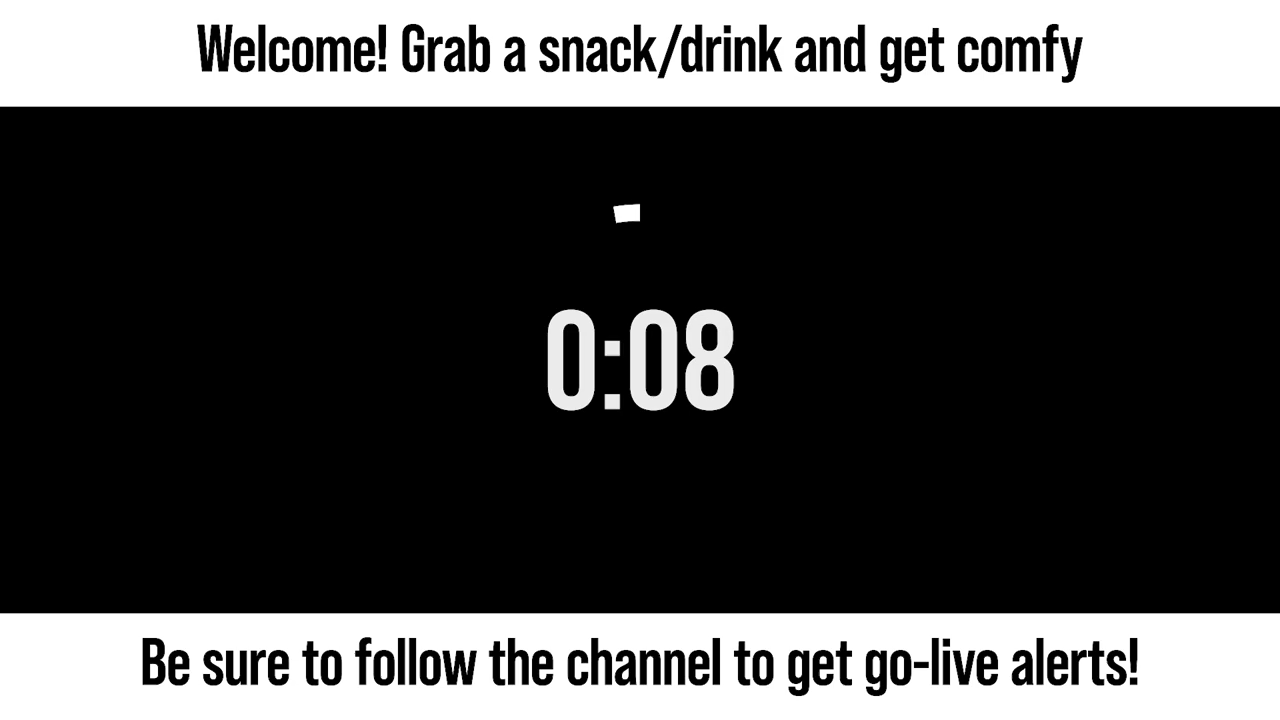 Welcome! Grab a snack/drink and get comfy
0:08
Be sure to follow the channel to get go-live alerts!